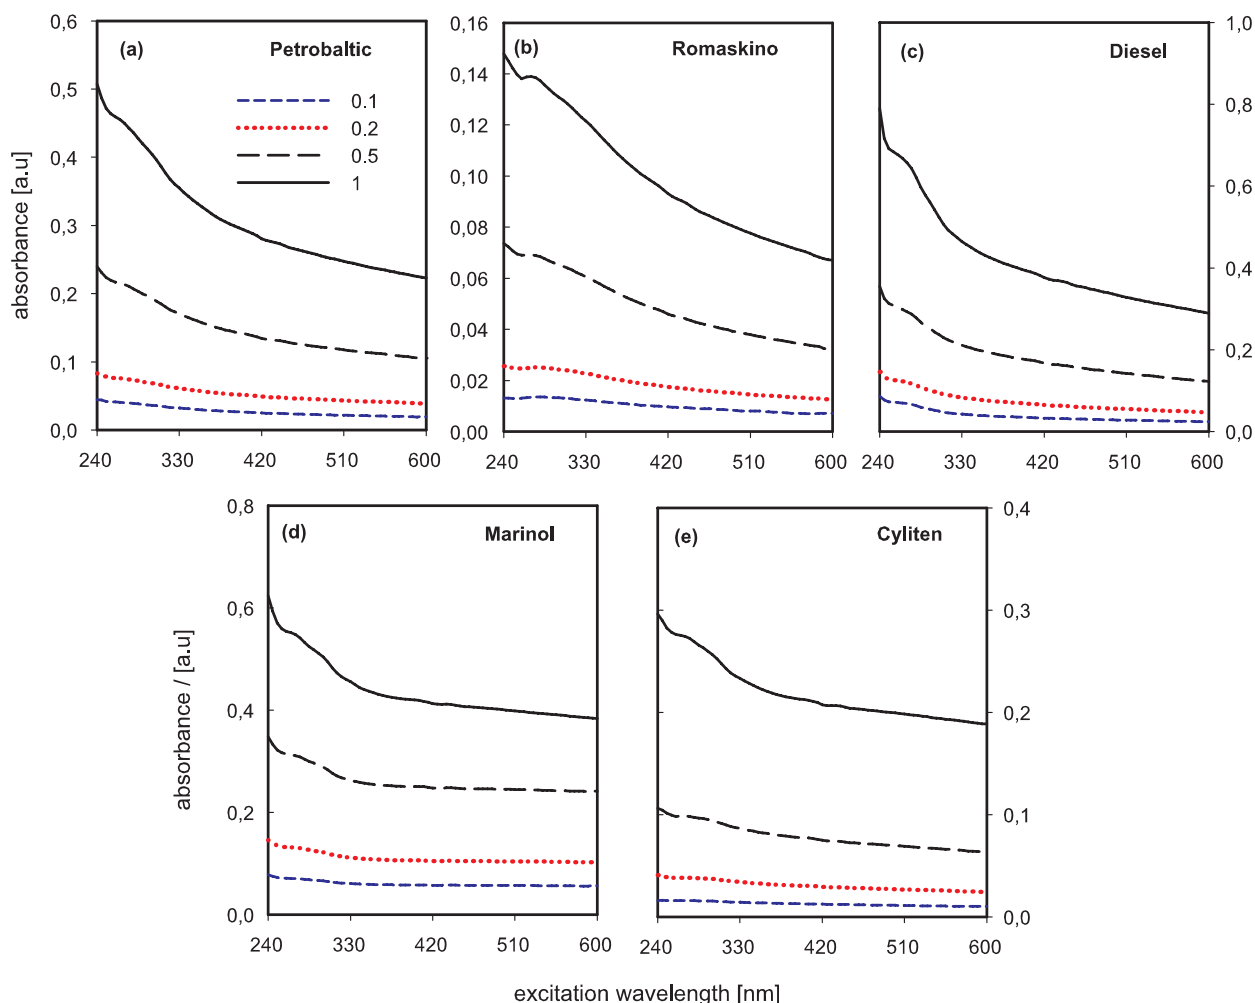 (a) Petrobaltic
0,6
0,5
0,4
0,3
0,2
0,1
0,0
absorbance [a.u]
0.1
0.2
0.5
1
240 330 420 510 600
(b) Romaskino
0,16
0,14
0,12
0,10
0,08
0,06
0,04
0,02
0,00
240 330 420 510 600
(c) Diesel
1,0
0,8
0,6
0,4
0,2
0,0
240 330 420 510 600
(d) Marinol
0,8
0,6
0,4
0,2
0,0
absorbance / [a.u]
240 330 420 510 600
(e) Cyliten
0,4
0,3
0,2
0,1
0,0
240 330 420 510 600
excitation wavelength [nm]